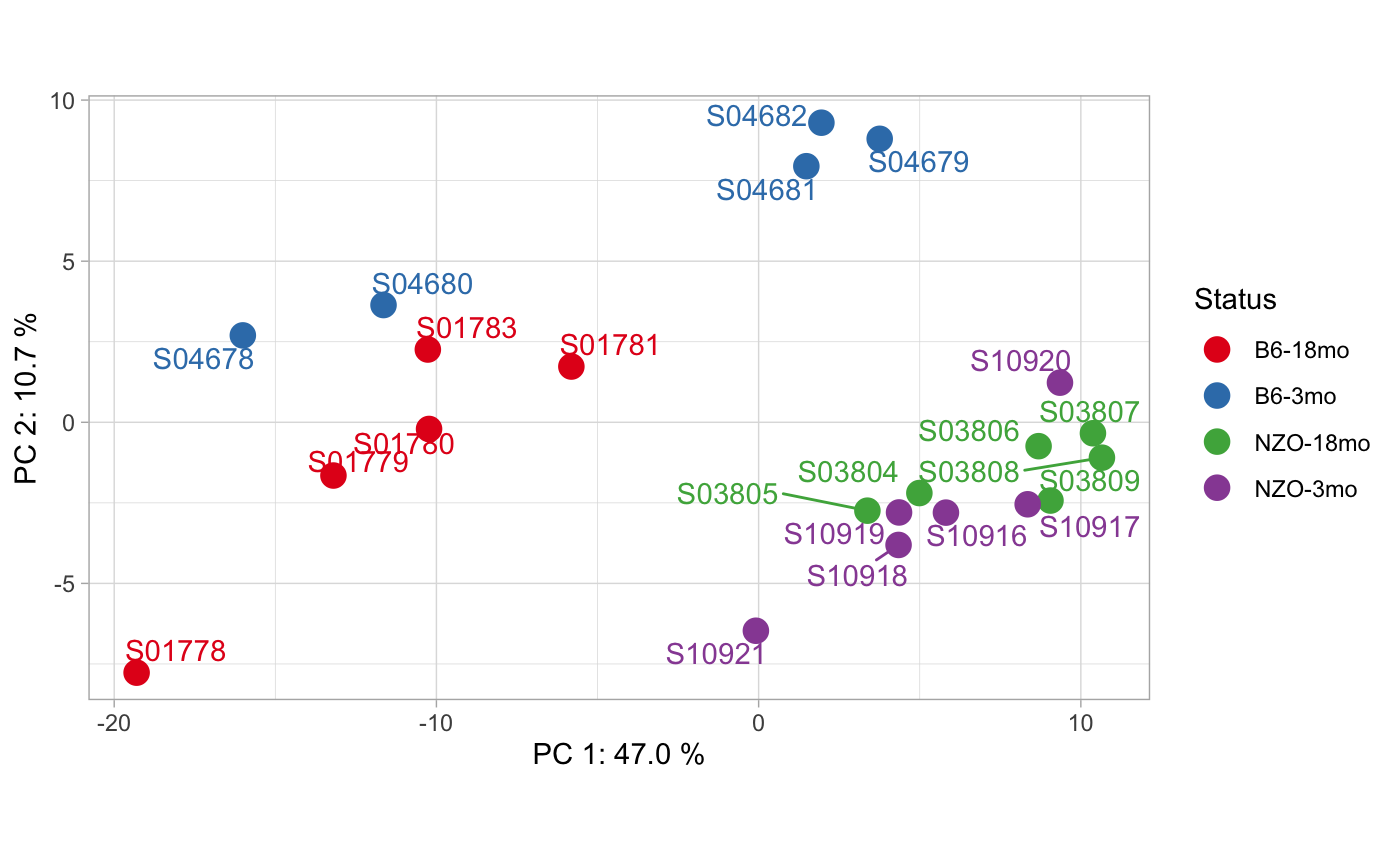 10
5
0
-5
PC 2: 10.7 %
S04682
S04679
S04681
S04680
S04678
S01783
S01781
S01780
S01779
S01778
S10920
S03807
S03806
S03804
S03808
S03805
S03809
S10919
S10916
S10917
S10918
S10921
-20
-10
0
10
PC 1: 47.0 %
Status
B6-18mo
B6-3mo
NZO-18mo
NZO-3mo